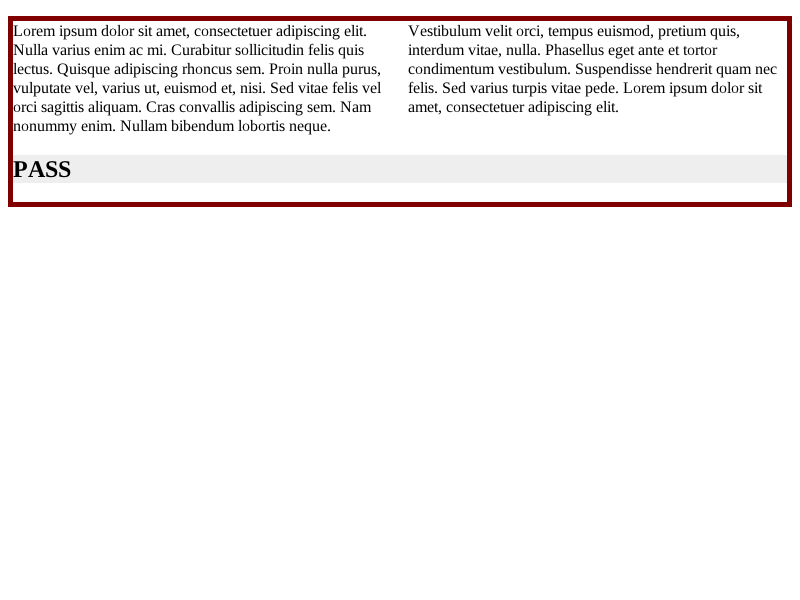 Lorem ipsum dolor sit amet, consectetuer adipiscing elit.
Nulla varius enim ac mi. Curabitur sollicitudin felis quis
lectus. Quisque adipiscing rhoncus sem. Proin nulla purus,
vulputate vel, varius ut, euismod et, nisi. Sed vitae felis vel
orci sagittis aliquam. Cras convallis adipiscing sem. Nam
nonummy enim. Nullam bibendum lobortis neque.
Vestibulum velit orci, tempus euismod, pretium quis,
interdum vitae, nulla. Phasellus eget ante et tortor
condimentum vestibulum. Suspendisse hendrerit quam nec
felis. Sed varius turpis vitae pede. Lorem ipsum dolor sit
amet, consectetuer adipiscing elit.
PASS